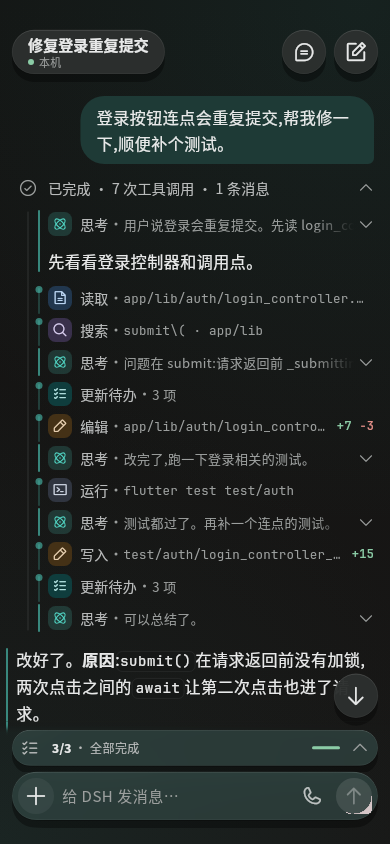 修复登录重复提交
本机
登录按钮连点会重复提交,帮我修一
下,顺便补个测试。
已完成 · 7 次工具调用 · 1 条消息
思考 · 用户说登录会重复提交。先读 login_c
先看看登录控制器和调用点。
读取 · app/lib/auth/login_controller.…
搜索 · submit\( · app/lib
思考 · 问题在 submit:请求返回前 _submitti
更新待办 · 3 项
编辑 · app/lib/auth/login_contro… +7 -3
思考 · 改完了,跑一下登录相关的测试。
运行 · flutter test test/auth
思考 · 测试都过了。再补一个连点的测试。
写入 · test/auth/login_controller_… +15
更新待办 · 3 项
思考 · 可以总结了。
改好了。原因:submit() 在请求返回前没有加锁,
两次点击之间的 await 让第二次点击也进了
求。
3/3 · 全部完成
给 DSH 发消息…